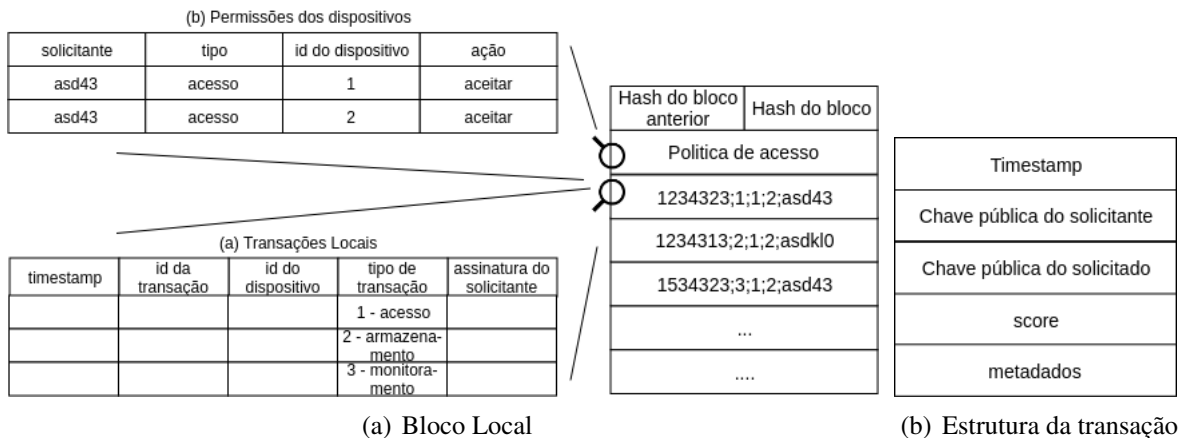 (b) Permissões dos dispositivos
solicitante tipo id do dispositivo ação
asd43 acesso 1 aceitar
asd43 acesso 2 aceitar
(a) Transações Locais
timestamp id da transação id do dispositivo tipo de transação assinatura do solicitante
1 - acesso
2 - armazena-
mento
3 - monitora-
mento
Hash do bloco anterior Hash do bloco
Politica de acesso
1234323;1;1;2;asd43
1234313;2;1;2;asdkl0
1534323;3;1;2;asd43
...
....
Timestamp
Chave pública do solicitante
Chave pública do solicitado
score
metadados
(a) Bloco Local
(b) Estrutura da transação